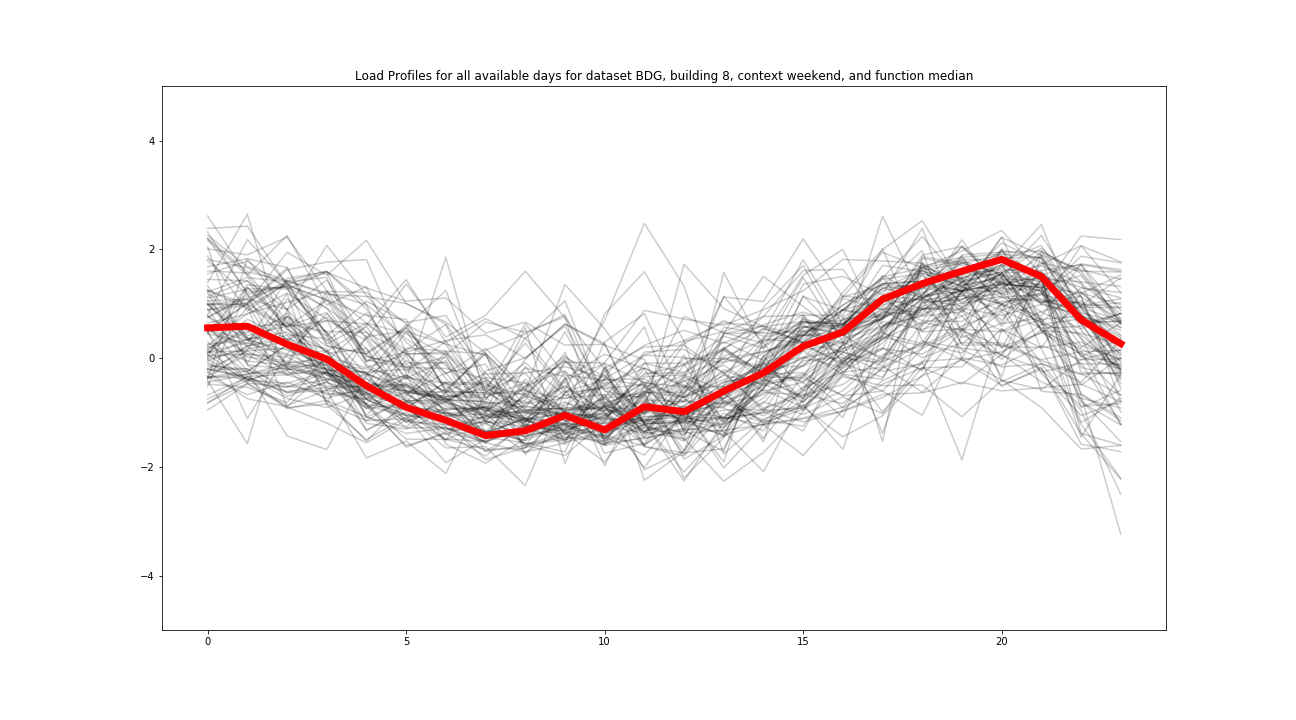 Load Profiles for all available days for dataset BDG, building 8, context weekend, and function median
4
2
0
−2
−4
0 5 10 15 20